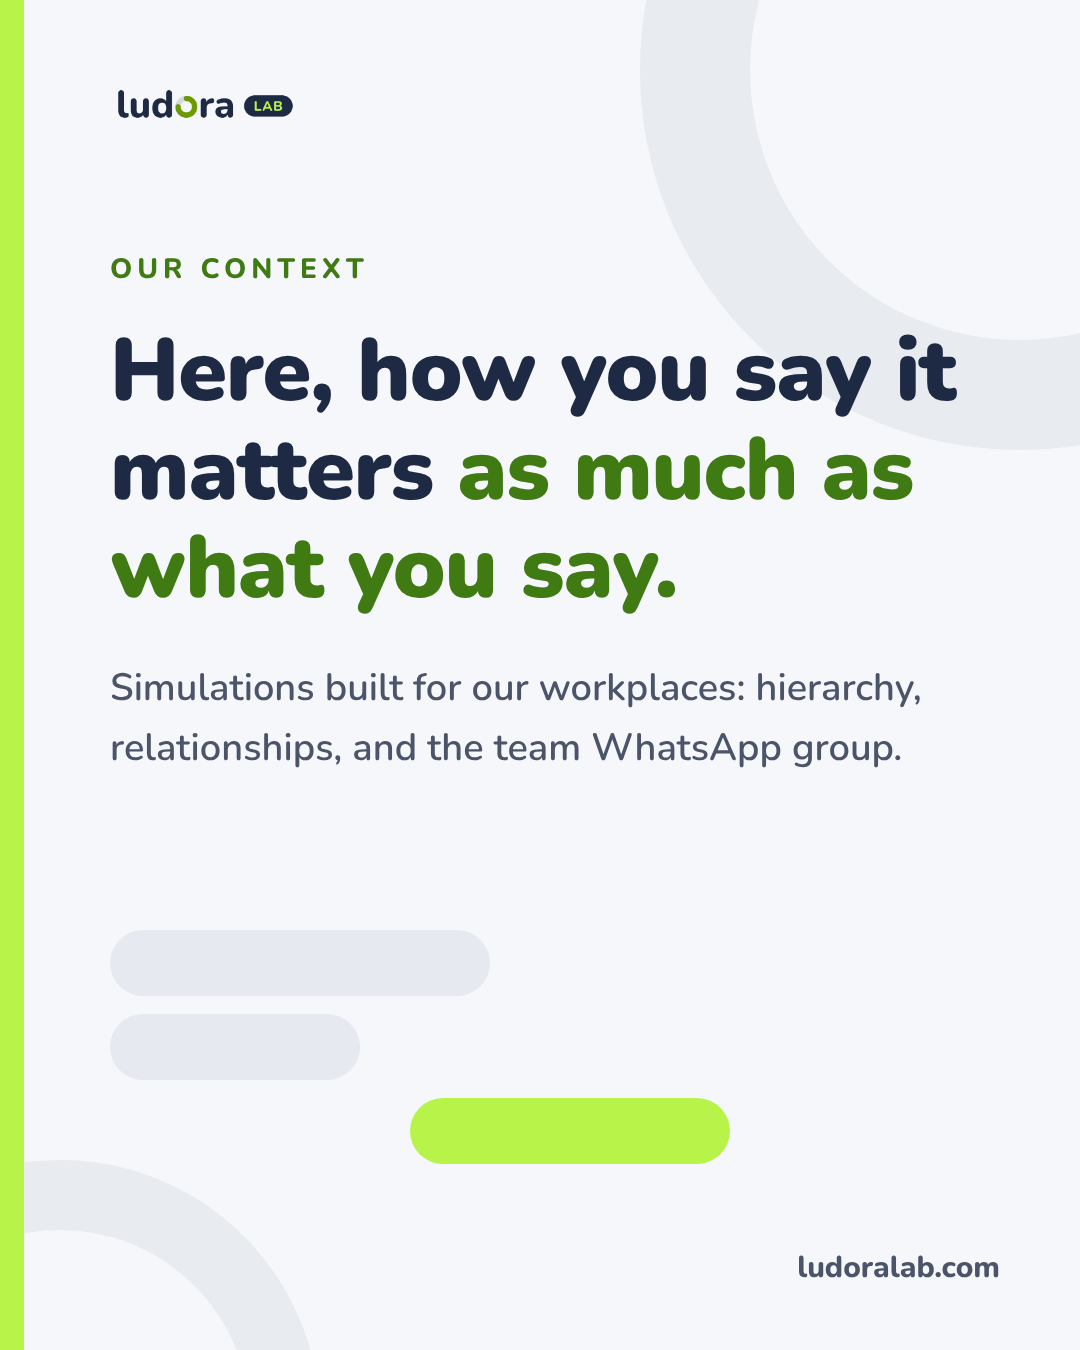 ludora LAB
OUR CONTEXT
Here, how you say it
matters as much as
what you say.
Simulations built for our workplaces: hierarchy,
relationships, and the team WhatsApp group.
ludoralab.com